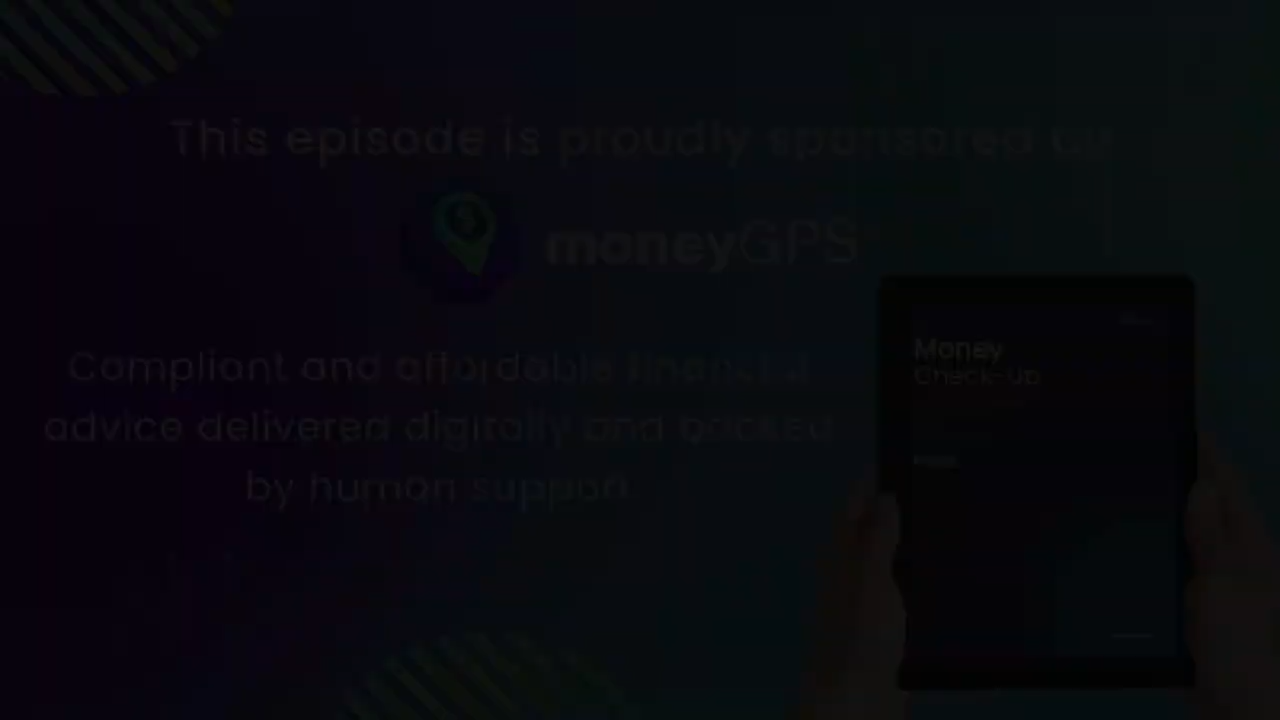 This episode is proudly sponsored by
moneyGPS
Compliant and affordable financial
advice delivered digitally and backed
by human support
Money
Check-up